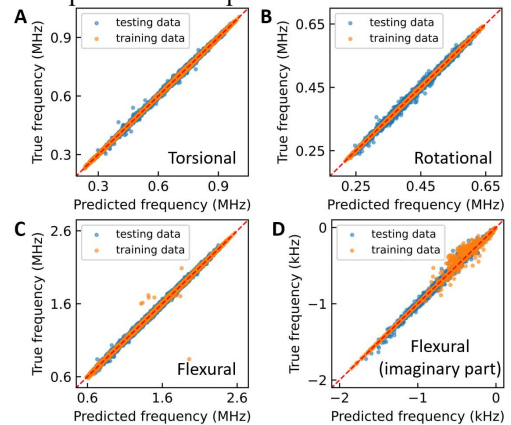 A
testing data
training data
True frequency (MHz)
0.9
0.6
0.3
0.3 0.6 0.9
Torsional
Predicted frequency (MHz)
B
testing data
training data
True frequency (MHz)
0.65
0.45
0.25
0.25 0.45 0.65
Rotational
Predicted frequency (MHz)
C
testing data
training data
True frequency (MHz)
2.6
1.6
0.6
0.6 1.6 2.6
Flexural
Predicted frequency (MHz)
D
testing data
training data
True frequency (kHz)
0
−1
−2
−2 −1 0
Flexural
(imaginary part)
Predicted frequency (kHz)